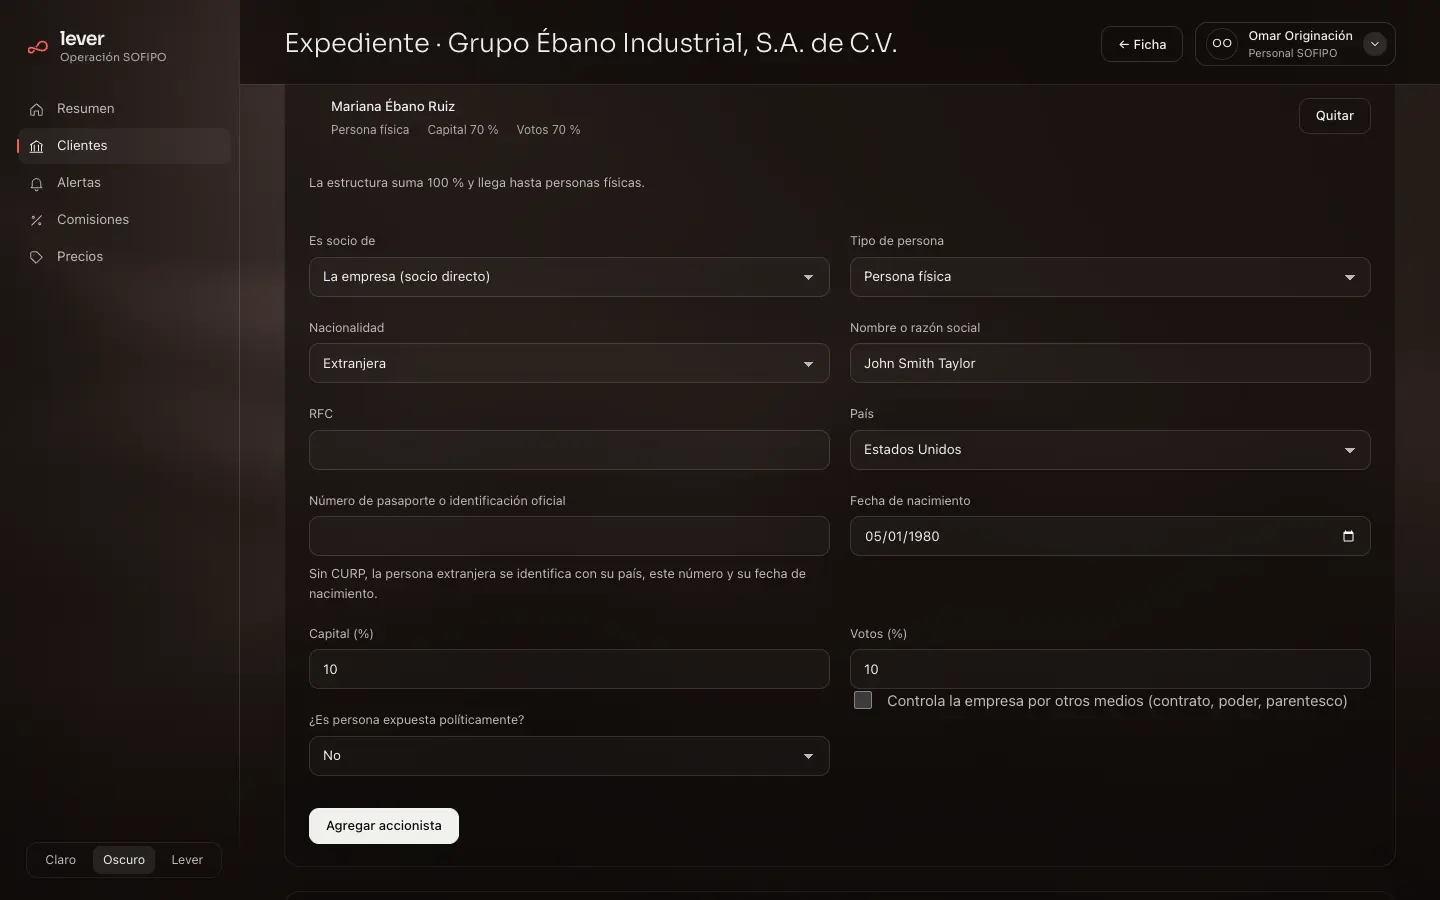 lever
Operación SOFIPO
Resumen
Clientes
Alertas
Comisiones
Precios
Claro
Oscuro
Lever
Expediente · Grupo Ébano Industrial, S.A. de C.V.
← Ficha
OO
Omar Originación
Personal SOFIPO
Mariana Ébano Ruiz
Persona física Capital 70 % Votos 70 %
Quitar
La estructura suma 100 % y llega hasta personas físicas.
Es socio de
La empresa (socio directo)
Tipo de persona
Persona física
Nacionalidad
Extranjera
Nombre o razón social
John Smith Taylor
RFC
País
Estados Unidos
Número de pasaporte o identificación oficial
Sin CURP, la persona extranjera se identifica con su país, este número y su fecha de
nacimiento.
Fecha de nacimiento
05/01/1980
Capital (%)
10
Votos (%)
10
Controla la empresa por otros medios (contrato, poder, parentesco)
¿Es persona expuesta políticamente?
No
Agregar accionista